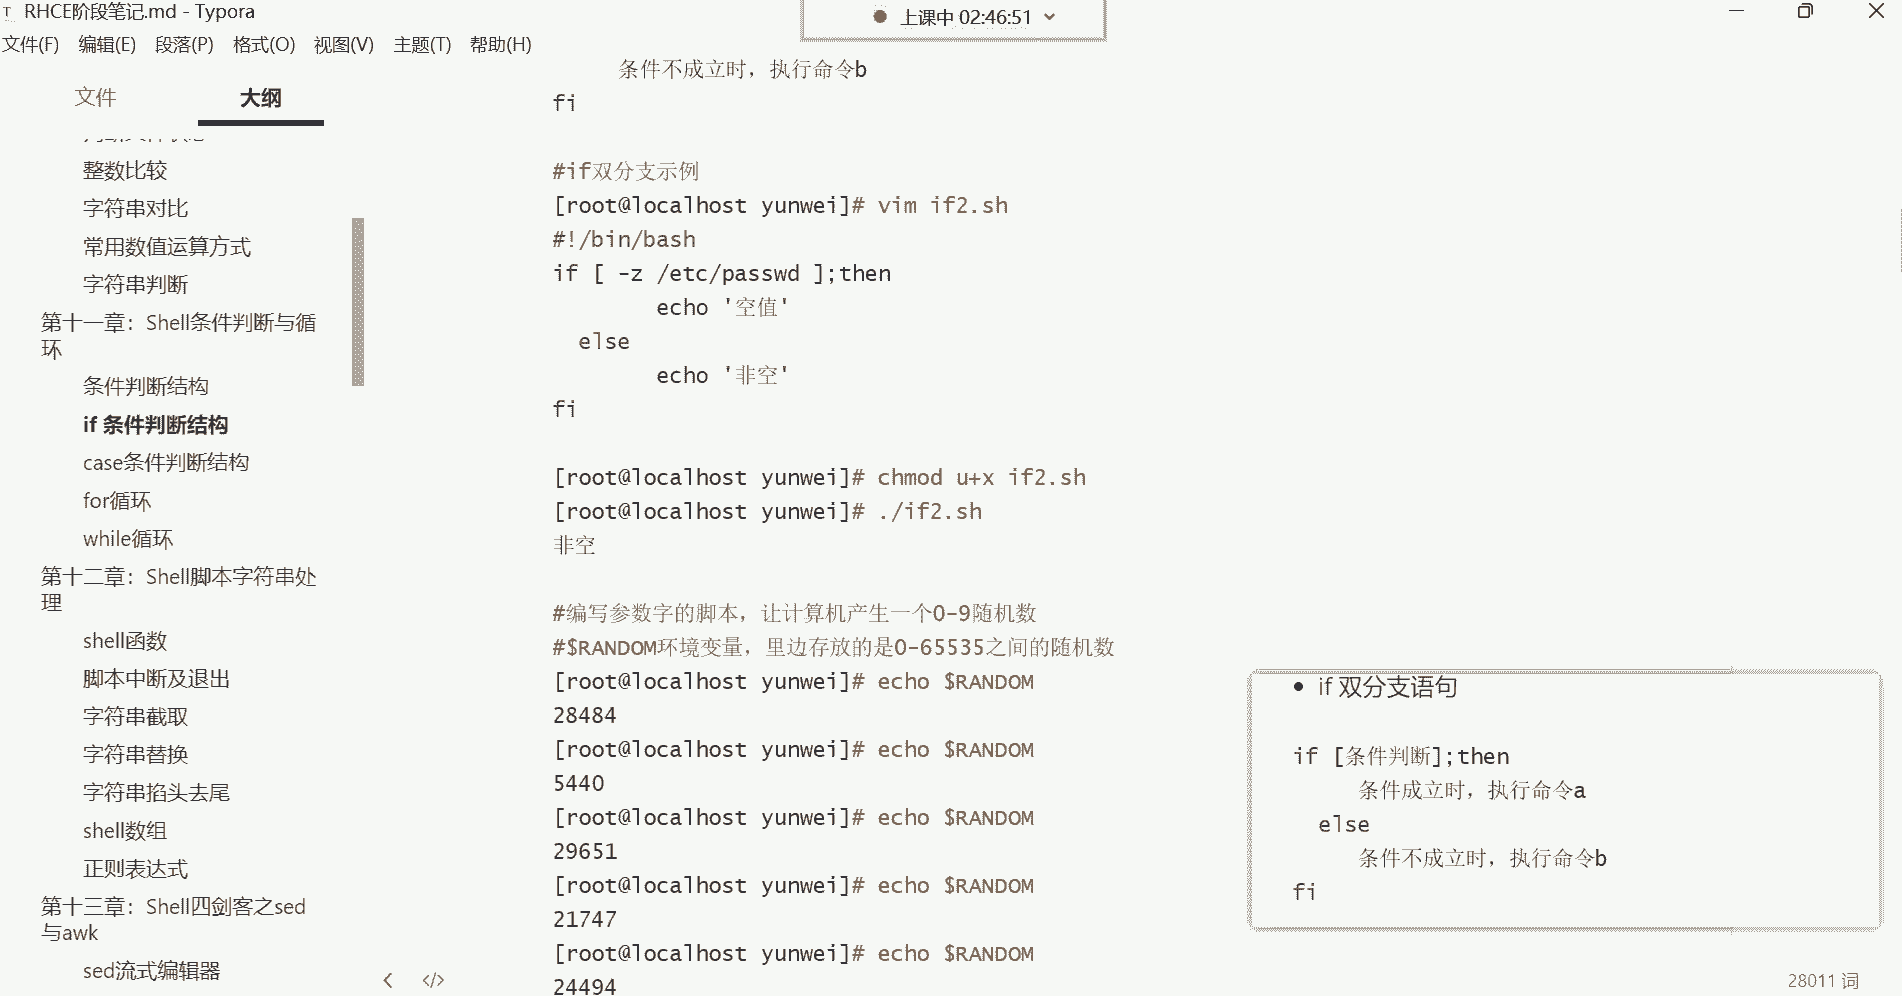 RHCE阶段笔记.md - Typora
上课中 02:46:51
文件(F) 编辑(E) 段落(P) 格式(O) 视图(V) 主题(T) 帮助(H)
文件 大纲
整数比较
字符串对比
常用数值运算方式
字符串判断
第十一章：Shell条件判断与循
环
条件判断结构
if 条件判断结构
case条件判断结构
for循环
while循环
第十二章：Shell脚本字符串处
理
shell函数
脚本中断及退出
字符串截取
字符串替换
字符串掐头去尾
shell数组
正则表达式
第十三章：Shell四剑客之sed
与awk
sed流式编辑器
条件不成立时，执行命令b
fi
#if双分支示例
[root@localhost yunwei]# vim if2.sh
#!/bin/bash
if [ -z /etc/passwd ];then
echo '空值'
else
echo '非空'
fi
[root@localhost yunwei]# chmod u+x if2.sh
[root@localhost yunwei]# ./if2.sh
非空
#编写参数字的脚本，让计算机产生一个0-9随机数
#$RANDOM环境变量，里边存放的是0-65535之间的随机数
[root@localhost yunwei]# echo $RANDOM
28484
[root@localhost yunwei]# echo $RANDOM
5440
[root@localhost yunwei]# echo $RANDOM
29651
[root@localhost yunwei]# echo $RANDOM
21747
[root@localhost yunwei]# echo $RANDOM
24494
• if 双分支语句
if [条件判断];then
条件成立时，执行命令a
else
条件不成立时，执行命令b
fi
28011 词